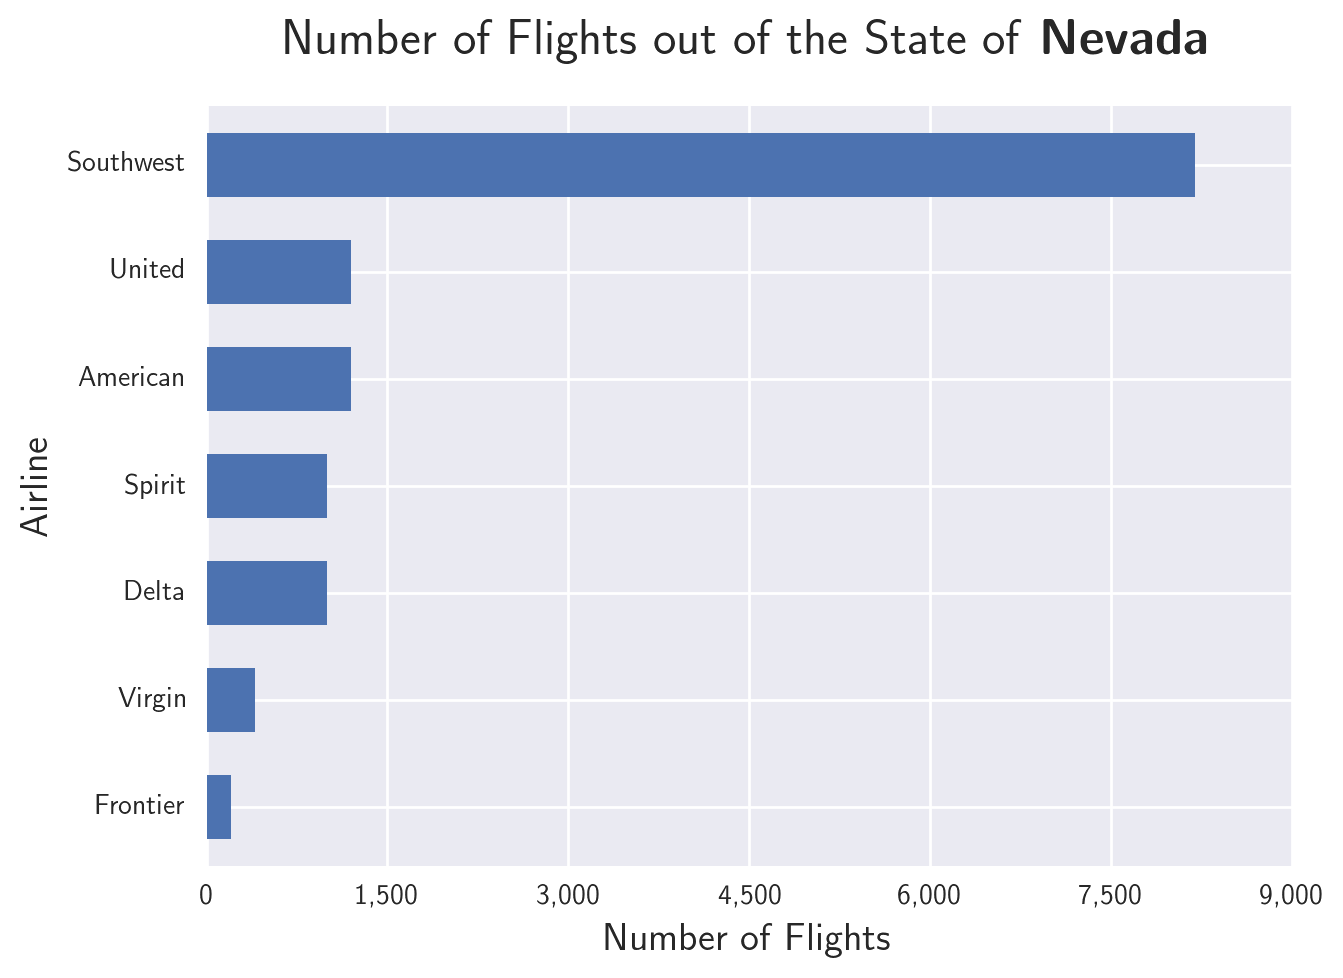 Number of Flights out of the State of Nevada
Southwest
United
American
Spirit
Delta
Virgin
Frontier
Airline
0 1,500 3,000 4,500 6,000 7,500 9,000
Number of Flights